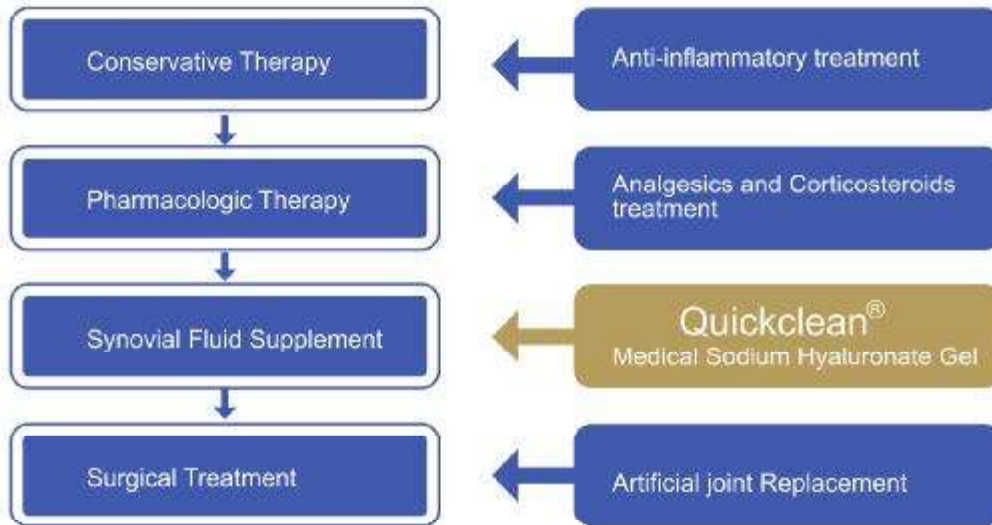 Conservative Therapy
Anti-inflammatory treatment
Pharmacologic Therapy
Analgesics and Corticosteroids
treatment
Synovial Fluid Supplement
Quickclean®
Medical Sodium Hyaluronate Gel
Surgical Treatment
Artificial joint Replacement